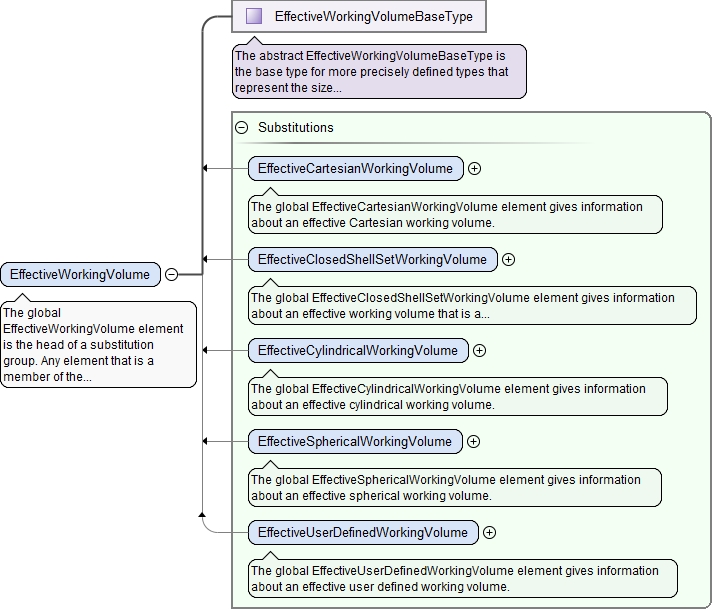 EffectiveWorkingVolumeBaseType
The abstract EffectiveWorkingVolumeBaseType is
the base type for more precisely defined types that
represent the size...
Substitutions
EffectiveCartesianWorkingVolume
The global EffectiveCartesianWorkingVolume element gives information
about an effective Cartesian working volume.
EffectiveClosedShellSetWorkingVolume
The global EffectiveClosedShellSetWorkingVolume element gives information
about an effective working volume that is a...
EffectiveWorkingVolume
The global
EffectiveWorkingVolume element
is the head of a substitution
group. Any element that is a
member of the...
EffectiveCylindricalWorkingVolume
The global EffectiveCylindricalWorkingVolume element gives information
about an effective cylindrical working volume.
EffectiveSphericalWorkingVolume
The global EffectiveSphericalWorkingVolume element gives information
about an effective spherical working volume.
EffectiveUserDefinedWorkingVolume
The global EffectiveUserDefinedWorkingVolume element gives information
about an effective user defined working volume.